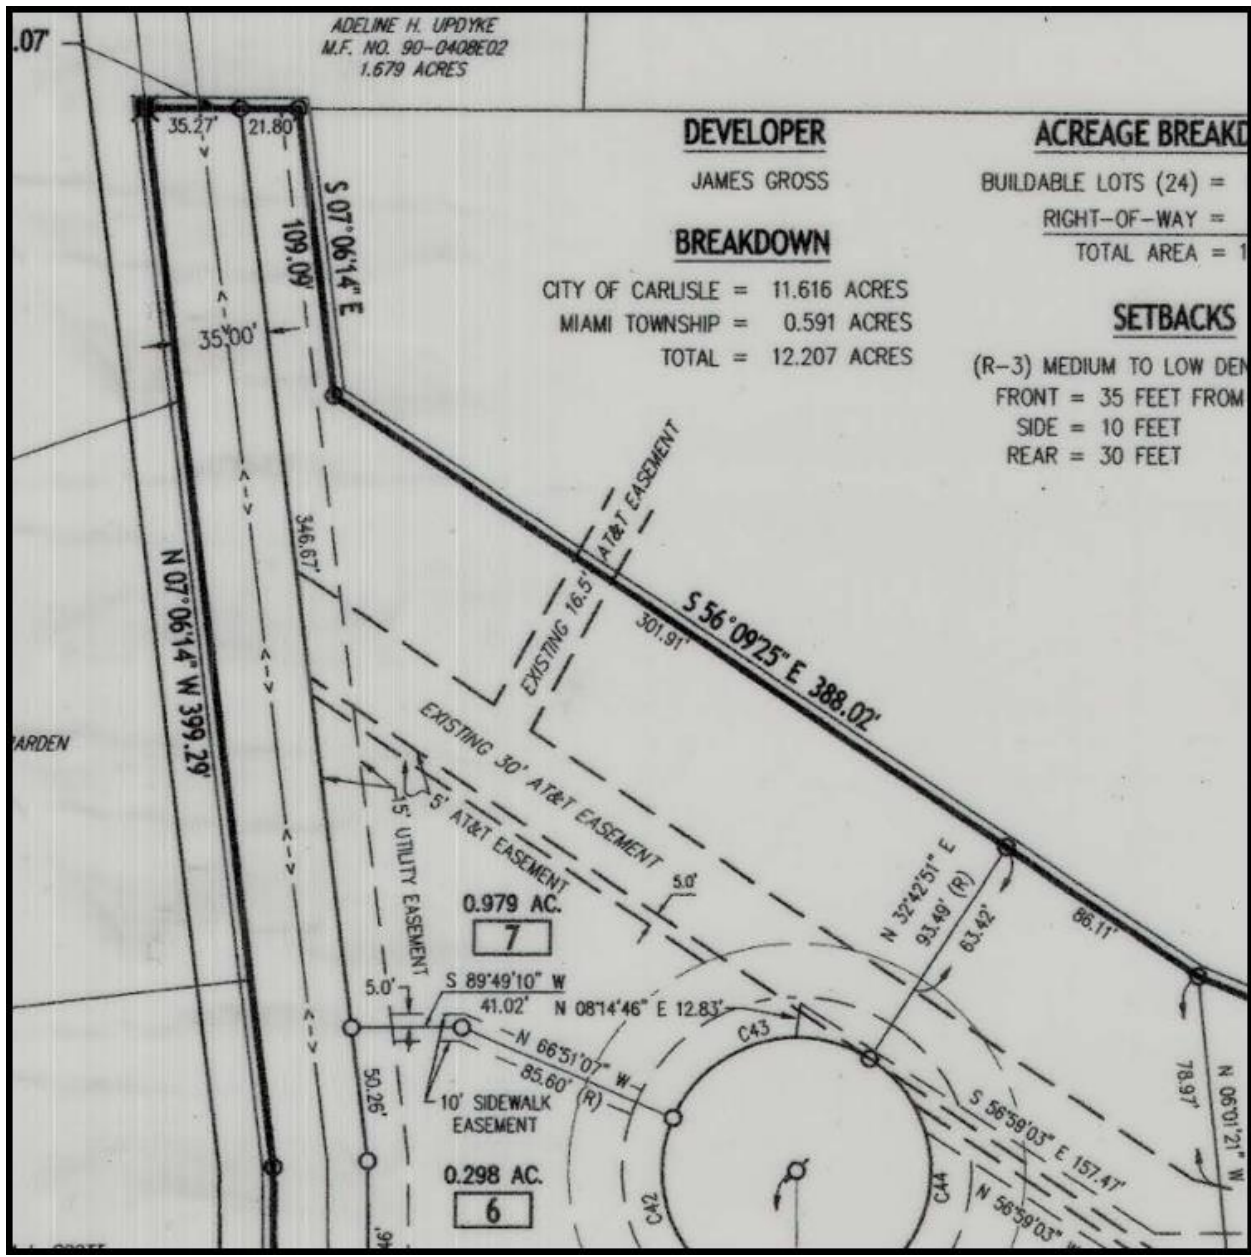 .07'
ADELINE H. UPDYKE
M.F. NO. 90-0408E02
1.679 ACRES
35.27'
21.80'
DEVELOPER
JAMES GROSS
BREAKDOWN
CITY OF CARLISLE = 11.616 ACRES
MIAMI TOWNSHIP = 0.591 ACRES
TOTAL = 12.207 ACRES
ACREAGE BREAKD
BUILDABLE LOTS (24) =
RIGHT-OF-WAY =
TOTAL AREA = 1
SETBACKS
(R-3) MEDIUM TO LOW DEN
FRONT = 35 FEET FROM
SIDE = 10 FEET
REAR = 30 FEET
S 07°06'14" E
109.09'
35.00'
346.67'
N 07°06'14" W 399.29'
EXISTING 16.5' AT&T EASEMENT
S 56°09'25" E 388.02'
301.91'
EXISTING 30' AT&T EASEMENT
5' AT&T EASEMENT
15' UTILITY EASEMENT
ARDEN
5.0'
N 32°42'51" E
93.49' (R)
63.42'
86.11'
0.979 AC.
7
S 89°49'10" W
41.02'
5.0'
N 08°14'46" E 12.83'
C43
N 66°51'07" W
85.60' (R)
10' SIDEWALK
EASEMENT
50.26'
0.298 AC.
6
C42
C44
S 56°59'03" E 157.47'
N 56°59'03" W
78.97'
N 06°01'21" W